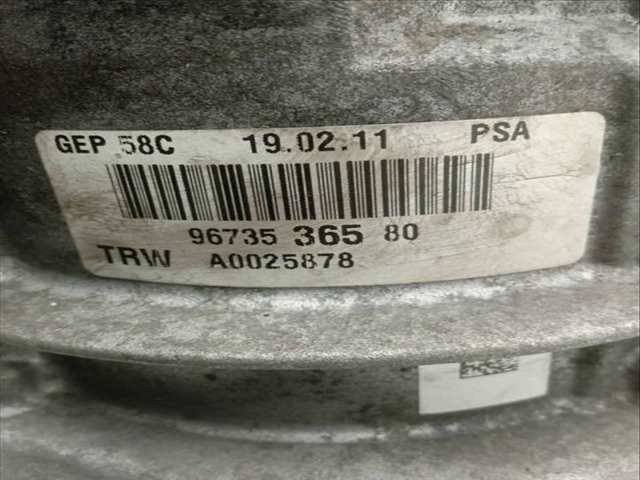 GEP 58C 19.02.11 PSA
96735 365 80
TRW A0025878